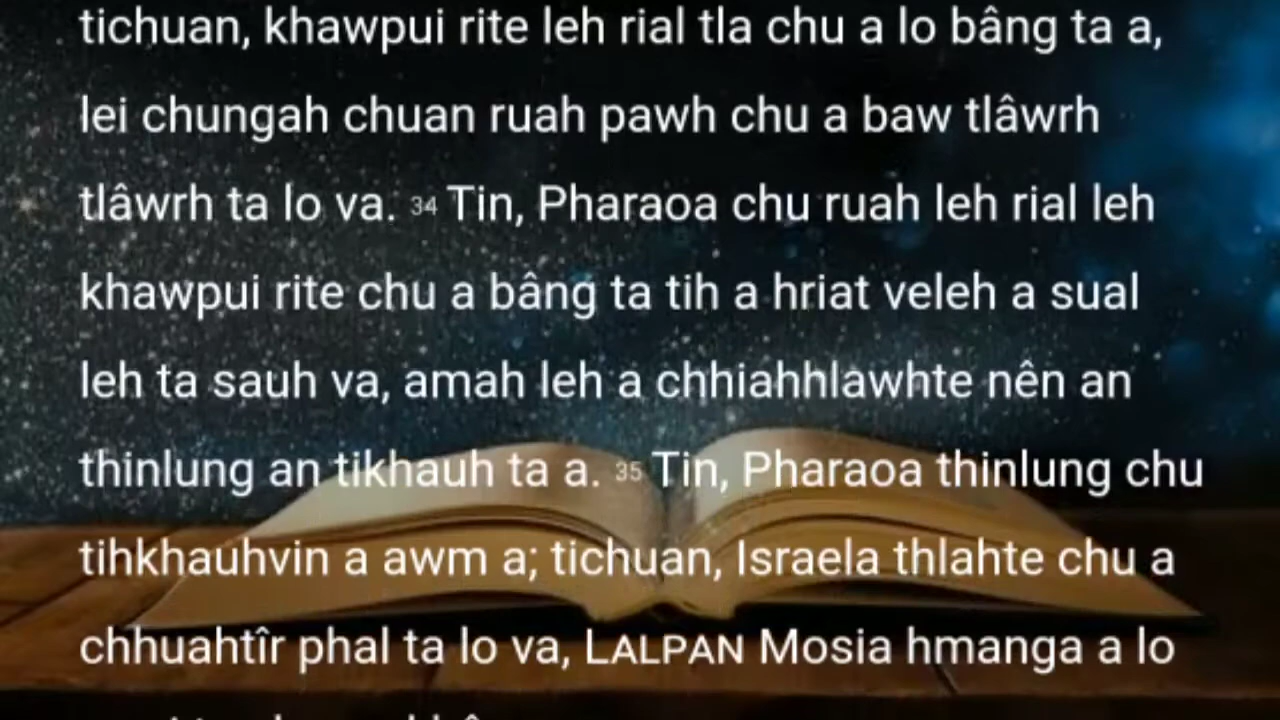 tichuan, khawpui rite leh rial tla chu a lo bâng ta a,
lei chungah chuan ruah pawh chu a baw tlâwrh
tlâwrh ta lo va. 34 Tin, Pharaoa chu ruah leh rial leh
khawpui rite chu a bâng ta tih a hriat veleh a sual
leh ta sauh va, amah leh a chhiahhlawhte nên an
thinlung an tikhauh ta a. 35 Tin, Pharaoa thinlung chu
tihkhauhvin a awm a; tichuan, Israela thlahte chu a
chhuahtîr phal ta lo va, LALPAN Mosia hmanga a lo